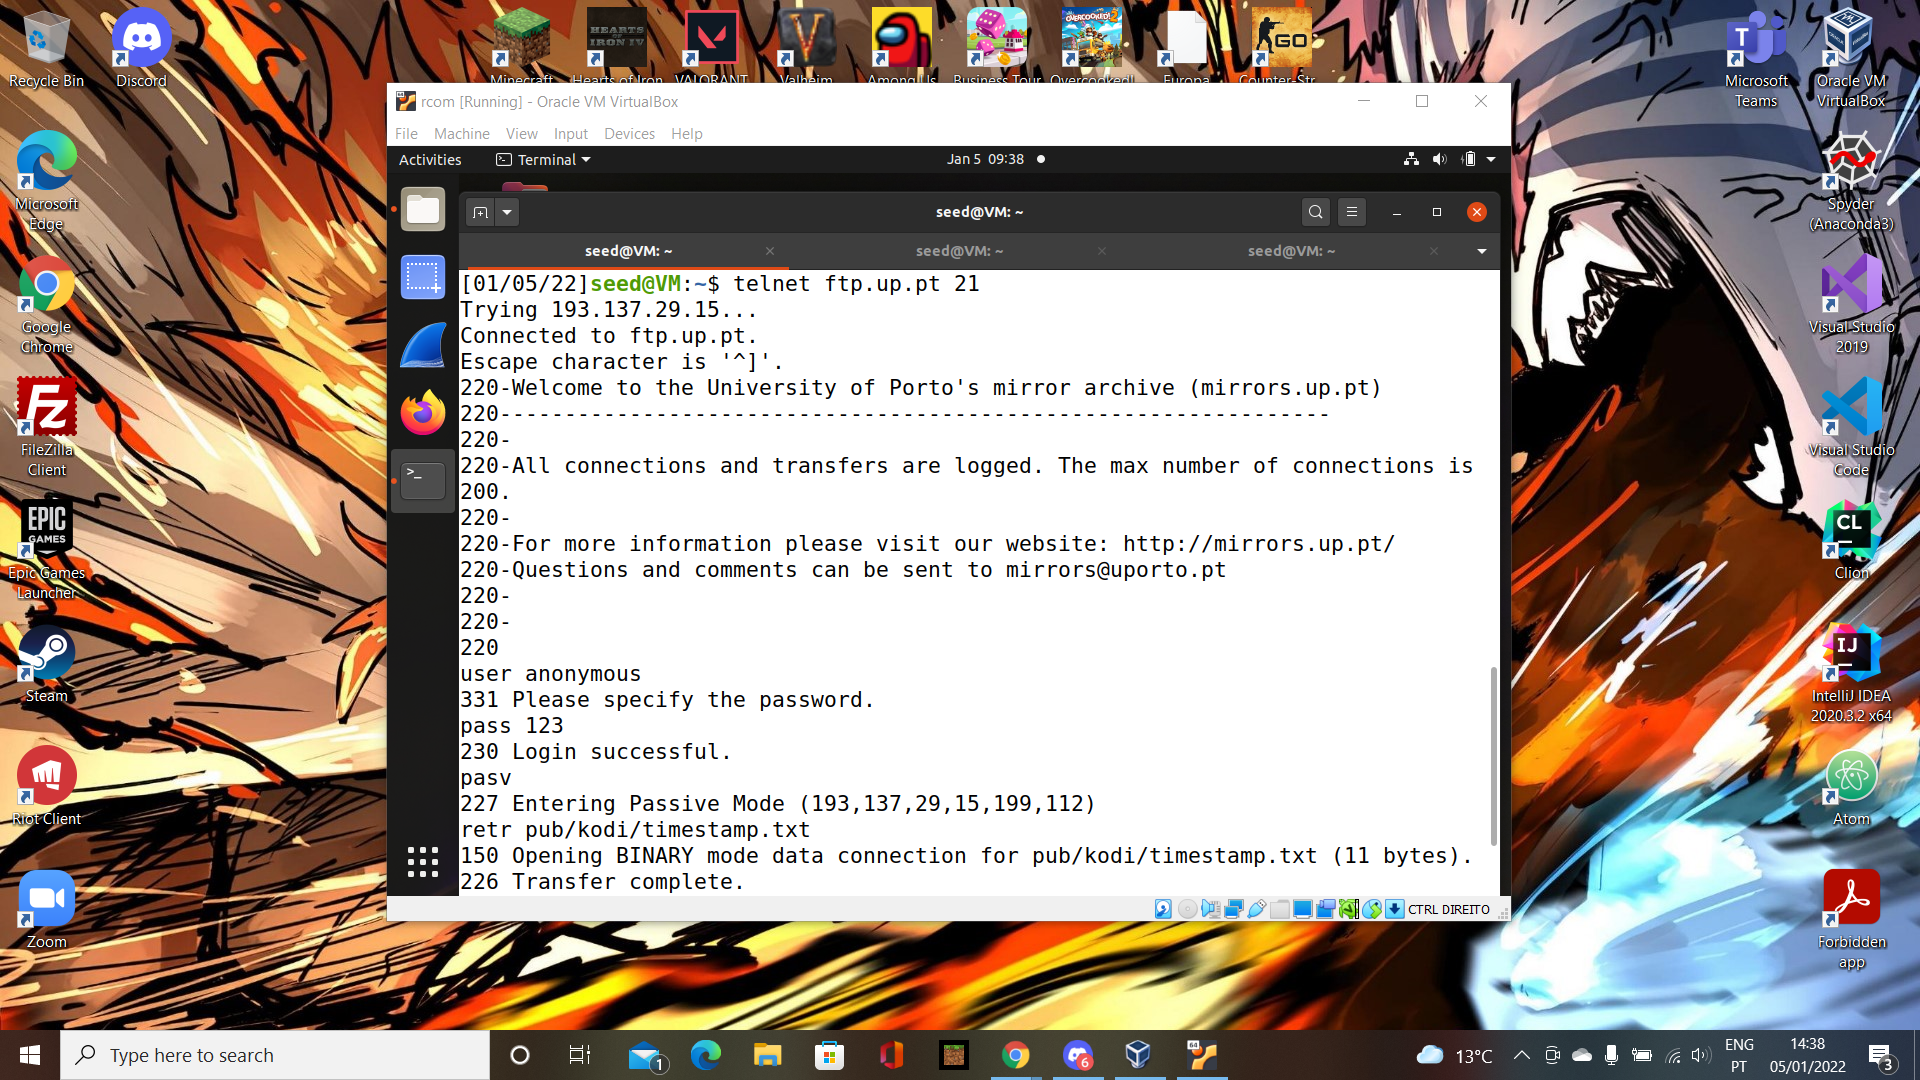 Recycle Bin
Discord
Minecraft
Hearts of Iron
VALORANT
Valheim
Among Us
Business Tour
Overcooked!
Europa
Counter-Str
Microsoft
Teams
Oracle VM
VirtualBox
rcom [Running] - Oracle VM VirtualBox
File Machine View Input Devices Help
Activities
Terminal
Jan 5 09:38
seed@VM: ~
seed@VM: ~
seed@VM: ~
seed@VM: ~
[01/05/22]seed@VM:~$ telnet ftp.up.pt 21
Trying 193.137.29.15...
Connected to ftp.up.pt.
Escape character is '^]'.
220-Welcome to the University of Porto's mirror archive (mirrors.up.pt)
220----------------------------------------------------------------
220-
220-All connections and transfers are logged. The max number of connections is
200.
220-
220-For more information please visit our website: http://mirrors.up.pt/
220-Questions and comments can be sent to mirrors@uporto.pt
220-
220-
220
user anonymous
331 Please specify the password.
pass 123
230 Login successful.
pasv
227 Entering Passive Mode (193,137,29,15,199,112)
retr pub/kodi/timestamp.txt
150 Opening BINARY mode data connection for pub/kodi/timestamp.txt (11 bytes).
226 Transfer complete.
CTRL DIREITO
Microsoft
Edge
Google
Chrome
FileZilla
Client
EPIC
GAMES
Epic Games
Launcher
Steam
Riot Client
Zoom
Spyder
(Anaconda3)
Visual Studio
2019
Visual Studio
Code
CL
Clion
IJ
IntelliJ IDEA
2020.3.2 x64
Atom
Forbidden
app
Type here to search
1
6
64
13°C
ENG
PT
14:38
05/01/2022
3